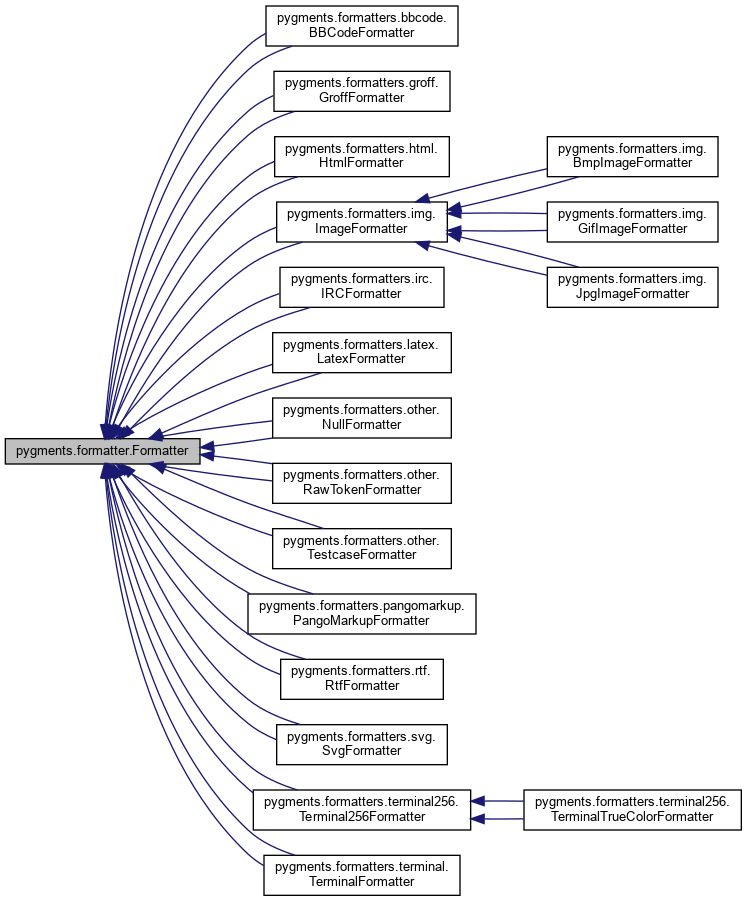 pygments.formatters.bbcode.
BBCodeFormatter
pygments.formatters.groff.
GroffFormatter
pygments.formatters.html.
HtmlFormatter
pygments.formatters.img.
BmpImageFormatter
pygments.formatters.img.
ImageFormatter
pygments.formatters.img.
GifImageFormatter
pygments.formatters.irc.
IRCFormatter
pygments.formatters.img.
JpgImageFormatter
pygments.formatters.latex.
LatexFormatter
pygments.formatters.other.
NullFormatter
pygments.formatter.Formatter
pygments.formatters.other.
RawTokenFormatter
pygments.formatters.other.
TestcaseFormatter
pygments.formatters.pangomarkup.
PangoMarkupFormatter
pygments.formatters.rtf.
RtfFormatter
pygments.formatters.svg.
SvgFormatter
pygments.formatters.terminal256.
Terminal256Formatter
pygments.formatters.terminal256.
TerminalTrueColorFormatter
pygments.formatters.terminal.
TerminalFormatter